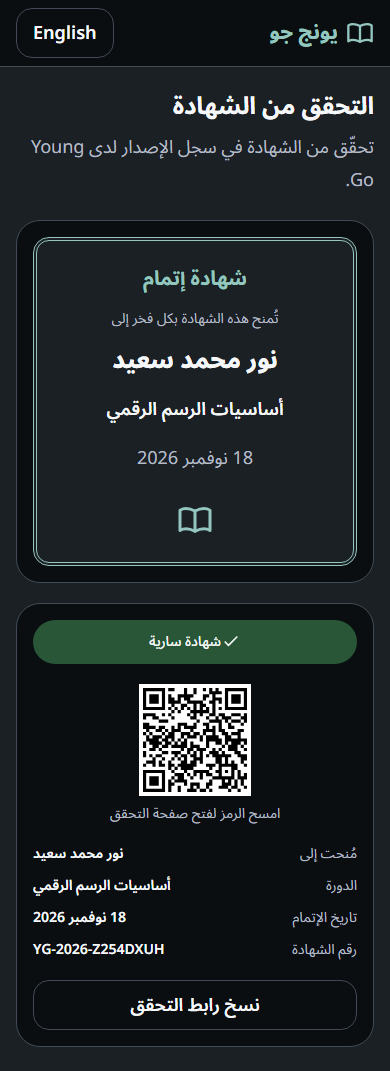 يونج جو
English
التحقق من الشهادة
تحقّق من الشهادة في سجل الإصدار لدى Young
Go.
شهادة إتمام
تُمنح هذه الشهادة بكل فخر إلى
نور محمد سعيد
أساسيات الرسم الرقمي
18 نوفمبر 2026
شهادة سارية
امسح الرمز لفتح صفحة التحقق
مُنحت إلى نور محمد سعيد
الدورة أساسيات الرسم الرقمي
تاريخ الإتمام 18 نوفمبر 2026
رقم الشهادة YG-2026-Z254DXUH
نسخ رابط التحقق